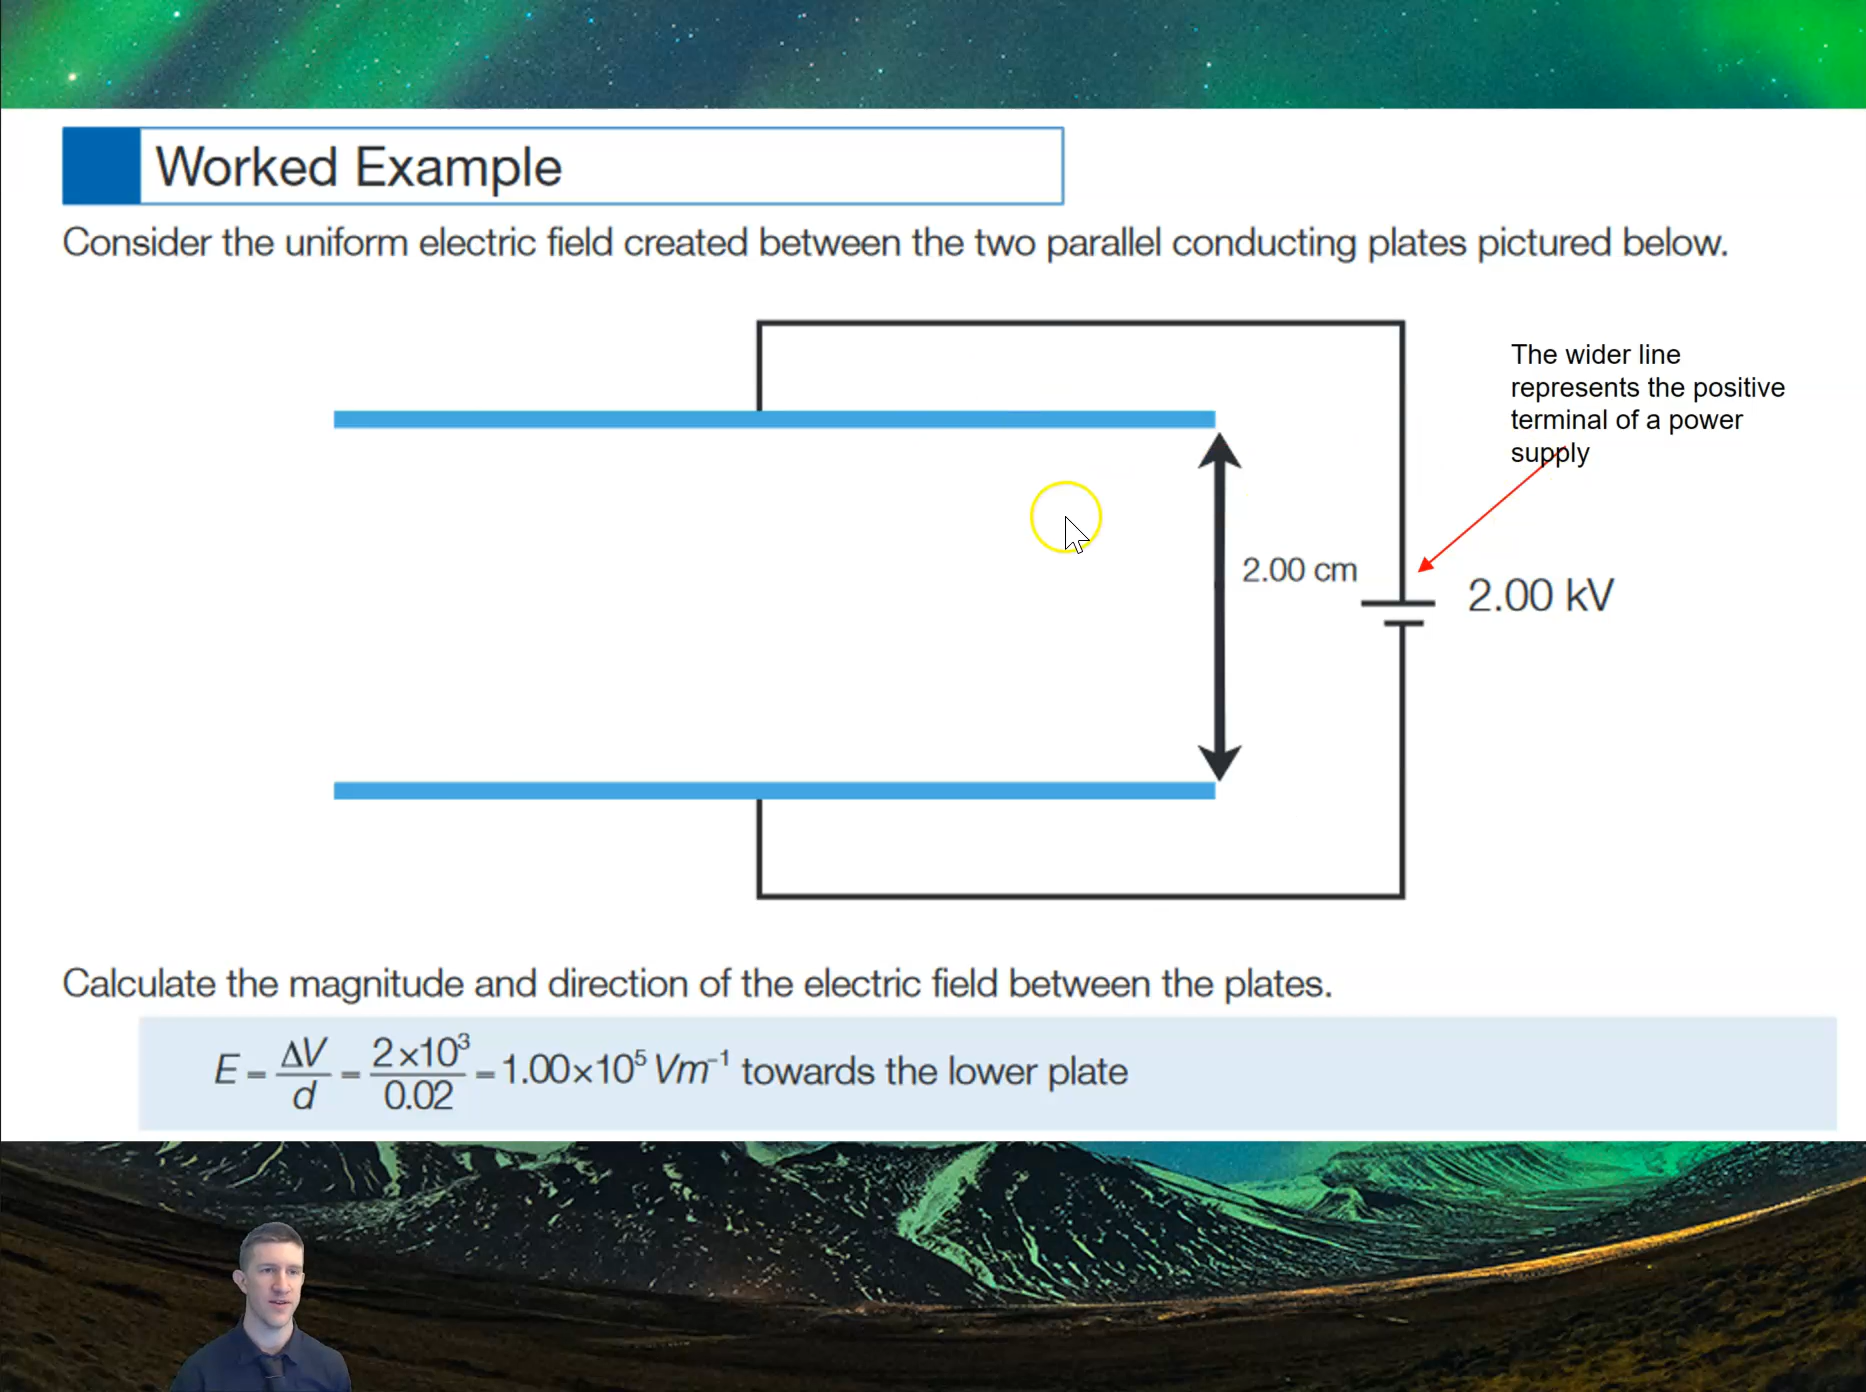 Worked Example
Consider the uniform electric field created between the two parallel conducting plates pictured below.
The wider line
represents the positive
terminal of a power
supply
2.00 cm
2.00 kV
Calculate the magnitude and direction of the electric field between the plates.
E = ΔV/d = 2×10³/0.02 = 1.00×10⁵ Vm⁻¹ towards the lower plate